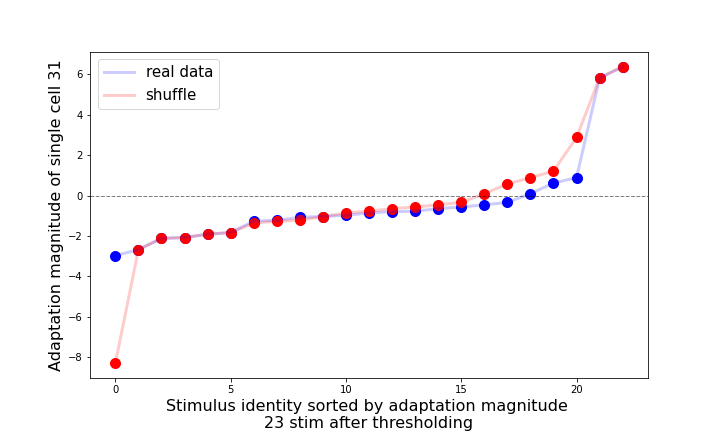 real data
shuffle
Adaptation magnitude of single cell 31
6
4
2
0
−2
−4
−6
−8
0
5
10
15
20
Stimulus identity sorted by adaptation magnitude
23 stim after thresholding